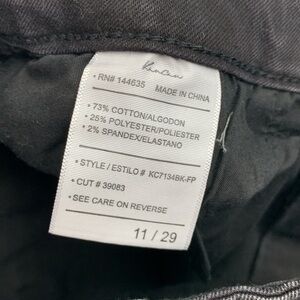 KanCan
• RN# 144635
MADE IN CHINA
• 73% COTTON/ALGODON
• 25% POLYESTER/POLIESTER
• 2% SPANDEX/ELASTANO
• STYLE / ESTILO # KC7134BK-FP
• CUT # 39083
• SEE CARE ON REVERSE
11 / 29